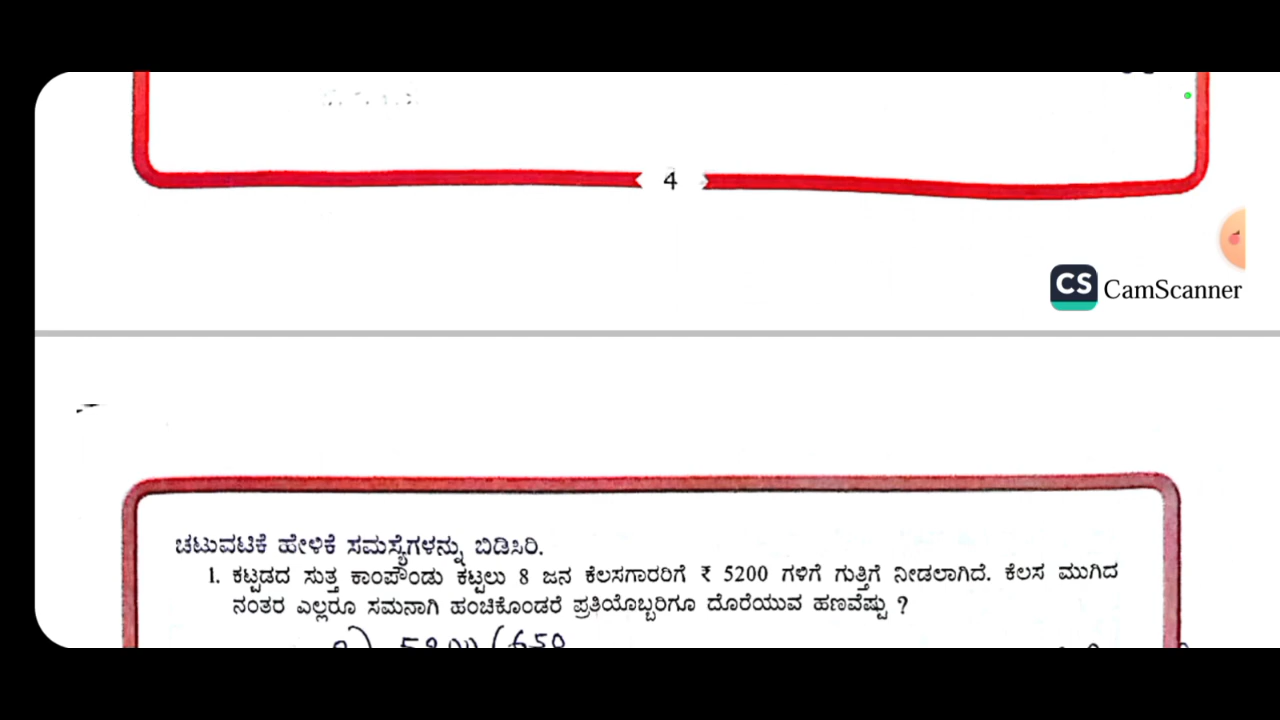 4
CS CamScanner
ಚಟುವಟಿಕೆ ಹೇಳಿಕೆ ಸಮಸ್ಯೆಗಳನ್ನು ಬಿಡಿಸಿರಿ.
1. ಕಟ್ಟಡದ ಸುತ್ತ ಕಾಂಪೌಂಡು ಕಟ್ಟಲು 8 ಜನ ಕೆಲಸಗಾರರಿಗೆ ₹ 5200 ಗಳಿಗೆ ಗುತ್ತಿಗೆ ನೀಡಲಾಗಿದೆ. ಕೆಲಸ ಮುಗಿದ
ನಂತರ ಎಲ್ಲರೂ ಸಮನಾಗಿ ಹಂಚಿಕೊಂಡರೆ ಪ್ರತಿಯೊಬ್ಬರಿಗೂ ದೊರೆಯುವ ಹಣವೆಷ್ಟು ?